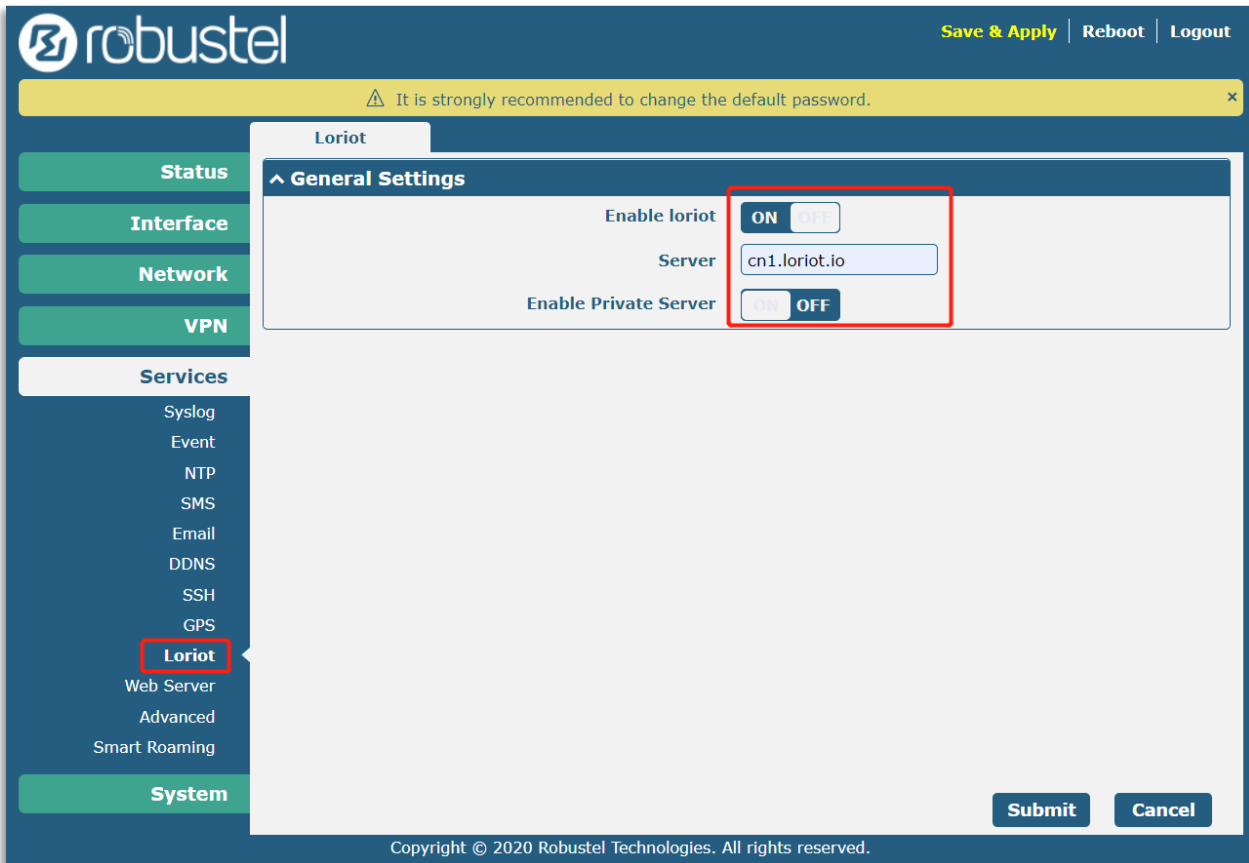 robustel
Save & Apply | Reboot | Logout
⚠ It is strongly recommended to change the default password. ×
Loriot
Status
Interface
Network
VPN
Services
Syslog
Event
NTP
SMS
Email
DDNS
SSH
GPS
Loriot
Web Server
Advanced
Smart Roaming
System
General Settings
Enable loriot ON OFF
Server cn1.loriot.io
Enable Private Server ON OFF
Submit Cancel
Copyright © 2020 Robustel Technologies. All rights reserved.